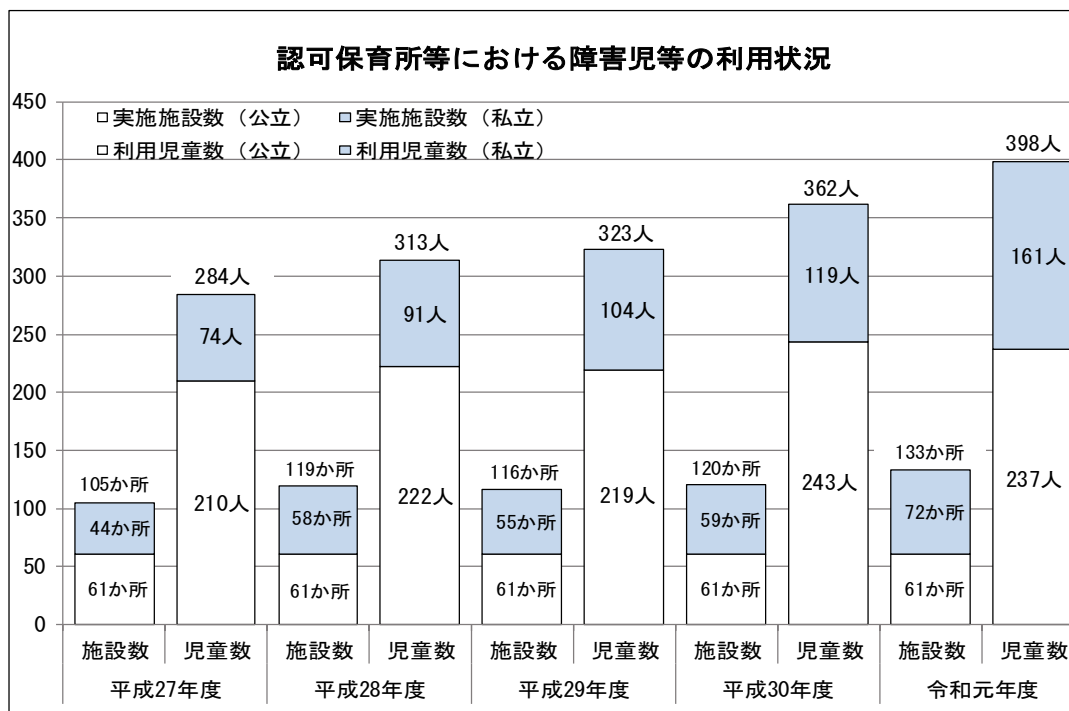 認可保育所等における障害児等の利用状況
□実施施設数（公立） □実施施設数（私立）
□利用児童数（公立） □利用児童数（私立）
450
400
350
300
250
200
150
100
50
0
105か所
44か所
61か所
284人
74人
210人
119か所
58か所
61か所
313人
91人
222人
116か所
55か所
61か所
323人
104人
219人
120か所
59か所
61か所
362人
119人
243人
133か所
72か所
61か所
398人
161人
237人
施設数 児童数 施設数 児童数 施設数 児童数 施設数 児童数 施設数 児童数
平成27年度 平成28年度 平成29年度 平成30年度 令和元年度